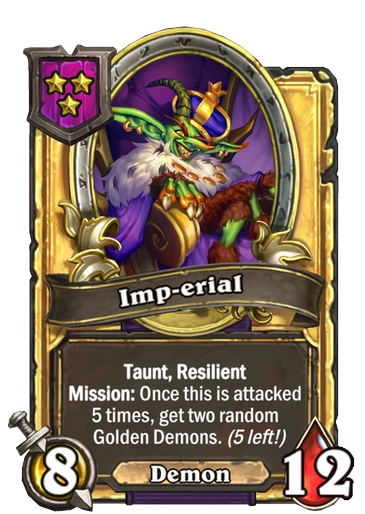 Imp-erial
Taunt, Resilient
Mission: Once this is attacked
5 times, get two random
Golden Demons. (5 left!)
8
Demon
12